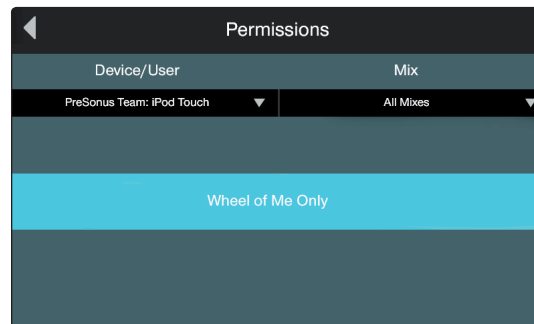 Permissions
Device/User Mix
PreSonus Team: iPod Touch All Mixes
Wheel of Me Only